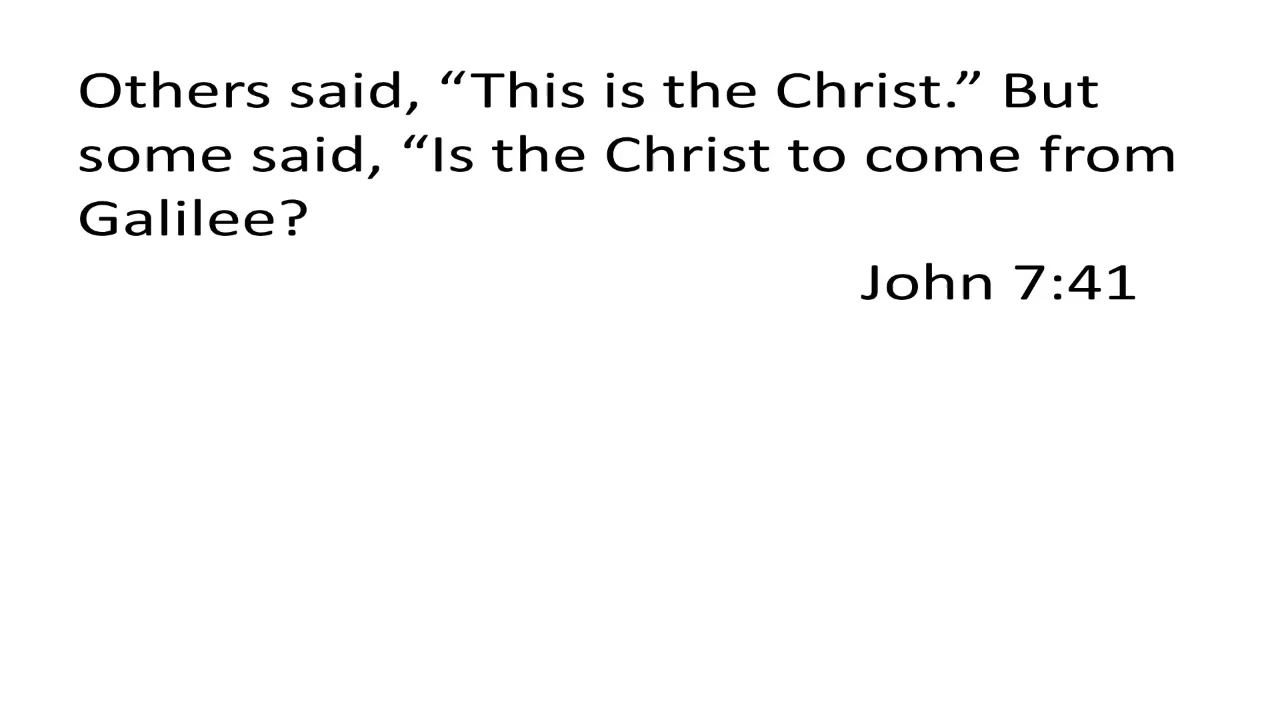 Others said, “This is the Christ.” But
some said, “Is the Christ to come from
Galilee?
John 7:41